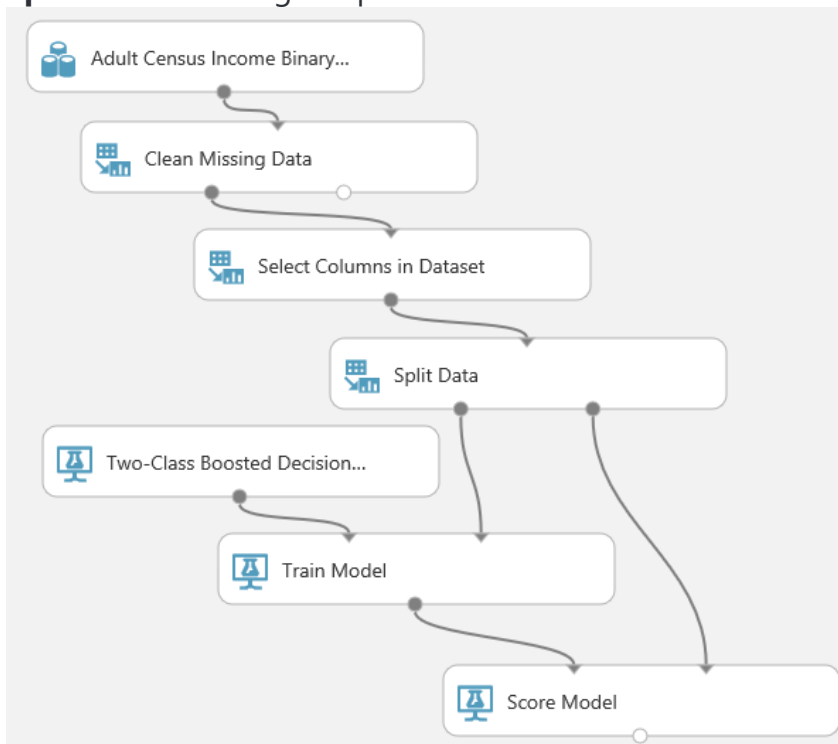 Adult Census Income Binary...
Clean Missing Data
Select Columns in Dataset
Split Data
Two-Class Boosted Decision...
Train Model
Score Model